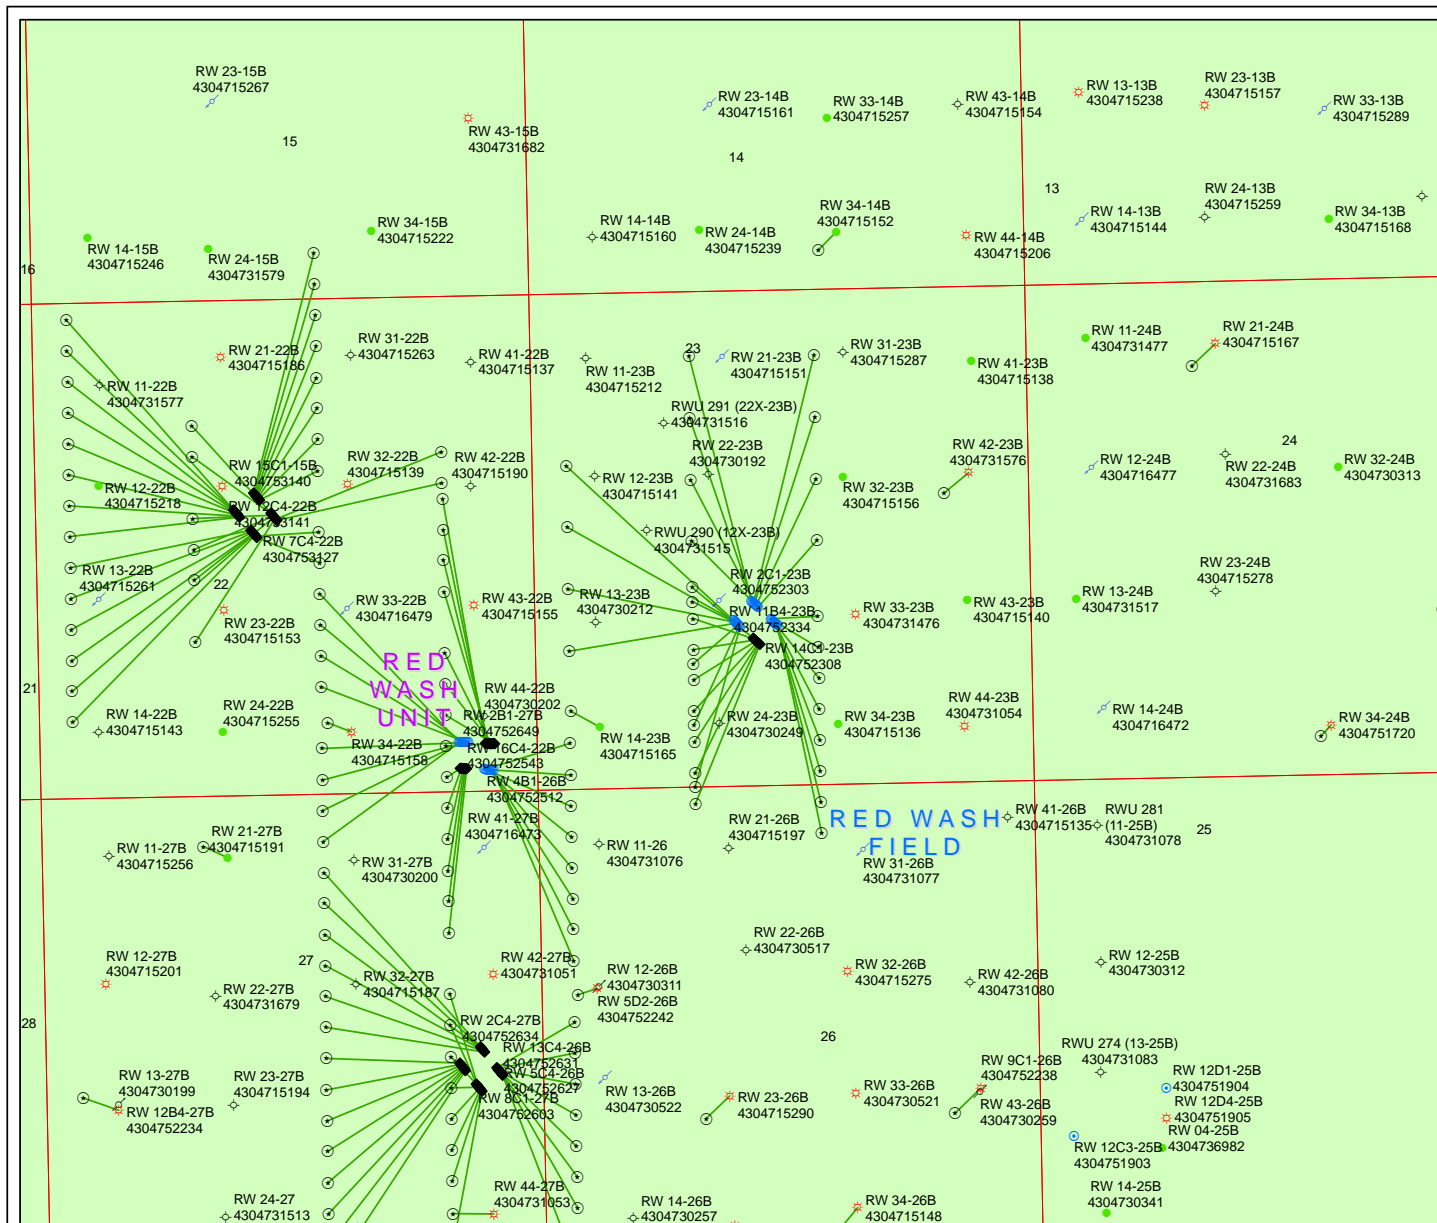 RW 23-15B
4304715267
RW 43-15B
4304731682
15
RW 23-14B
4304715161
RW 33-14B
4304715257
RW 43-14B
4304715154
14
RW 13-13B
4304715238
RW 23-13B
4304715157
RW 33-13B
4304715289
13
RW 14-15B
4304715246
RW 24-15B
4304731579
RW 34-15B
4304715222
RW 14-14B
4304715160
RW 24-14B
4304715239
RW 34-14B
4304715152
RW 44-14B
4304715206
RW 14-13B
4304715144
RW 24-13B
4304715259
RW 34-13B
4304715168
16
RW 21-22B
4304715186
RW 31-22B
4304715263
RW 41-22B
4304715137
RW 11-22B
4304731577
RW 11-23B
4304715212
23
RW 21-23B
4304715151
RW 31-23B
4304715287
RW 41-23B
4304715138
RW 11-24B
4304731477
RW 21-24B
4304715167
RWU 291 (22X-23B)
4304731516
RW 22-23B
4304730192
RW 42-23B
4304731576
24
RW 12-24B
4304716477
RW 22-24B
4304731683
RW 32-24B
4304730313
RW 15C1-15B
4304753140
RW 32-22B
4304715139
RW 42-22B
4304715190
RW 12-22B
4304715218
RW 12C4-22B
4304753141
RW 7C4-22B
4304753127
RW 12-23B
4304715141
RW 32-23B
4304715156
RWU 290 (12X-23B)
4304731515
RW 13-22B
4304715261
22
RW 23-22B
4304715153
RW 33-22B
4304716479
RW 43-22B
4304715155
RW 13-23B
4304730212
RW 2C1-23B
4304752303
RW 11B4-23B
4304752334
RW 14C1-23B
4304752308
RW 33-23B
4304731476
RW 43-23B
4304715140
RW 13-24B
4304731517
RW 23-24B
4304715278
RED
WASH
UNIT
21
RW 14-22B
4304715143
RW 24-22B
4304715255
RW 34-22B
4304715158
RW 44-22B
4304730202
RW 2B1-27B
4304752649
RW 16C4-22B
4304752543
RW 4B1-26B
4304752512
RW 14-23B
4304715165
RW 24-23B
4304730249
RW 34-23B
4304715136
RW 44-23B
4304731054
RW 14-24B
4304716472
RW 34-24B
4304751720
RED WASH
FIELD
RW 21-27B
4304715191
RW 11-27B
4304715256
RW 31-27B
4304730200
RW 41-27B
4304716473
RW 11-26
4304731076
RW 21-26B
4304715197
RW 31-26B
4304731077
RW 41-26B
4304715135
RWU 281
(11-25B)
4304731078
25
RW 12-27B
4304715201
27
RW 22-27B
4304731679
RW 32-27B
4304715187
RW 42-27B
4304731051
RW 12-26B
4304730311
RW 5D2-26B
4304752242
RW 22-26B
4304730517
RW 32-26B
4304715275
RW 42-26B
4304731080
RW 12-25B
4304730312
28
26
RW 2C4-27B
4304752634
RW 13C4-26B
4304752631
RW 5C4-26B
4304752627
RW 8C1-27B
4304752603
RW 13-27B
4304730199
RW 12B4-27B
4304752234
RW 23-27B
4304715194
RW 13-26B
4304730522
RW 23-26B
4304715290
RW 33-26B
4304730521
RW 9C1-26B
4304752238
RW 43-26B
4304730259
RWU 274 (13-25B)
4304731083
RW 12D1-25B
4304751904
RW 12D4-25B
4304751905
RW 04-25B
4304736982
RW 12C3-25B
4304751903
RW 24-27
4304731513
RW 44-27B
4304731053
RW 14-26B
4304730257
RW 34-26B
4304715148
RW 14-25B
4304730341